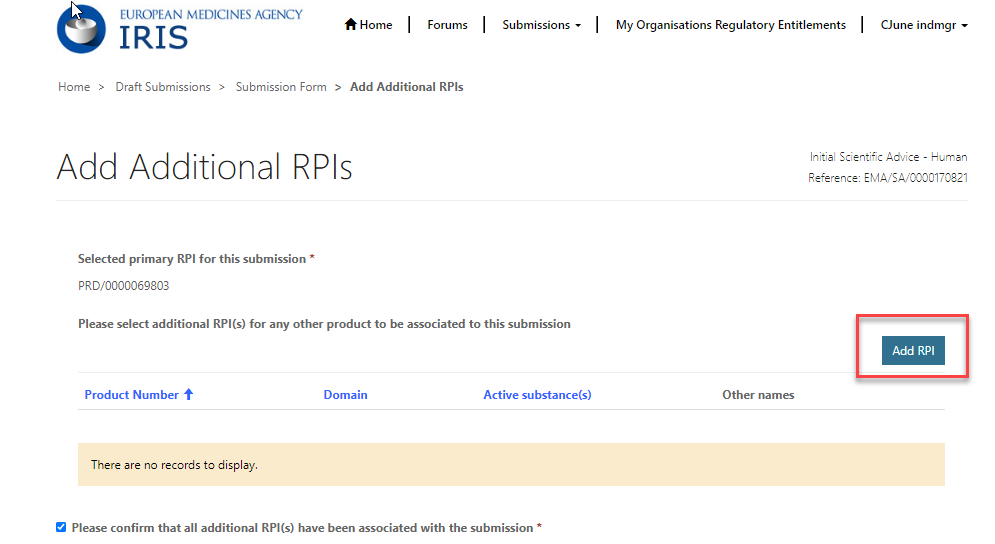 EUROPEAN MEDICINES AGENCY
IRIS
Home
Forums
Submissions
My Organisations Regulatory Entitlements
CJune indmgr
Home > Draft Submissions > Submission Form > Add Additional RPIs
Add Additional RPIs
Initial Scientific Advice - Human
Reference: EMA/SA/0000170821
Selected primary RPI for this submission *
PRD/0000069803
Please select additional RPI(s) for any other product to be associated to this submission
Add RPI
Product Number
Domain
Active substance(s)
Other names
There are no records to display.
Please confirm that all additional RPI(s) have been associated with the submission *